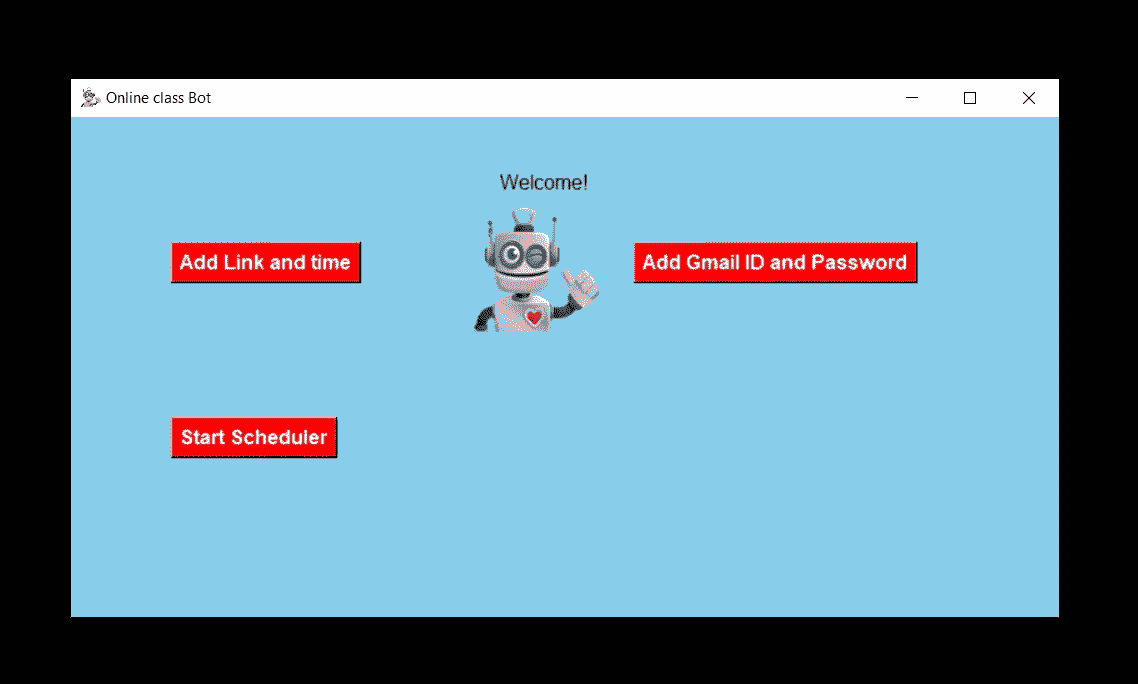 Online class Bot
Welcome!
Add Link and time
Add Gmail ID and Password
Start Scheduler